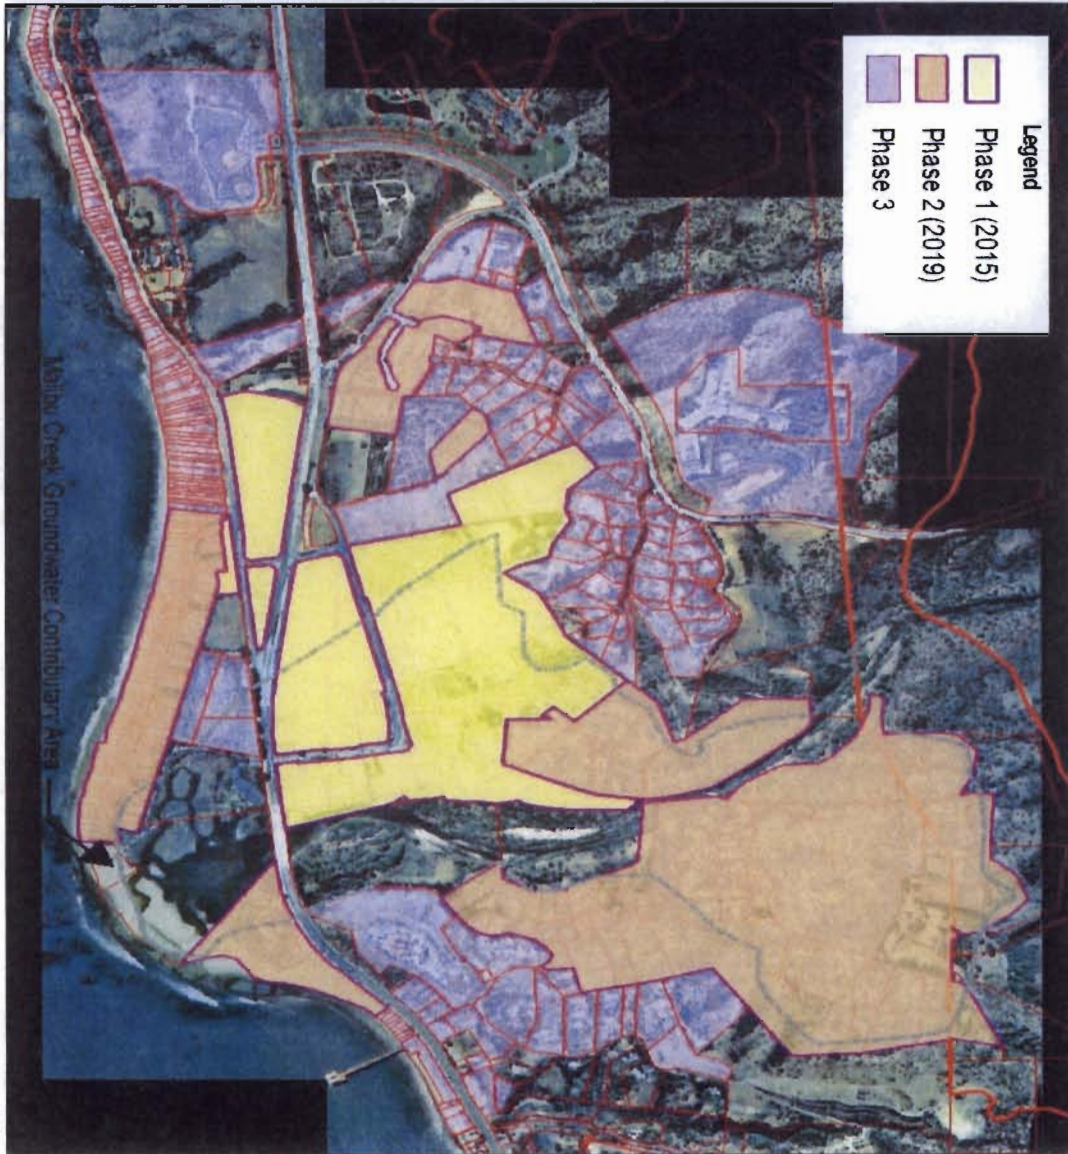 Legend
Phase 1 (2015)
Phase 2 (2019)
Phase 3
Malibu Creek Groundwater Contributary Area